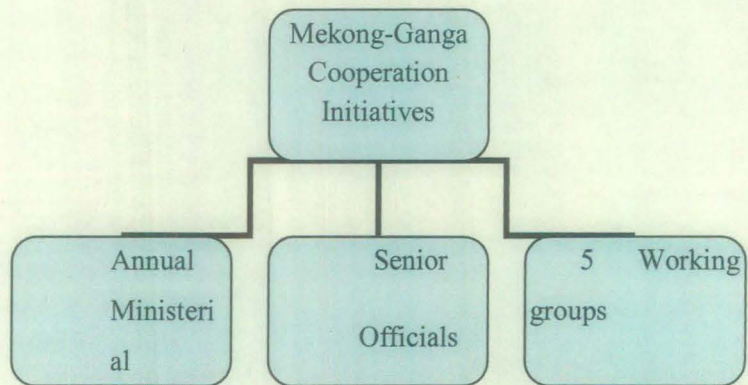 Mekong-Ganga
Cooperation
Initiatives
Annual
Ministeri
al
Senior
Officials
5 Working
groups